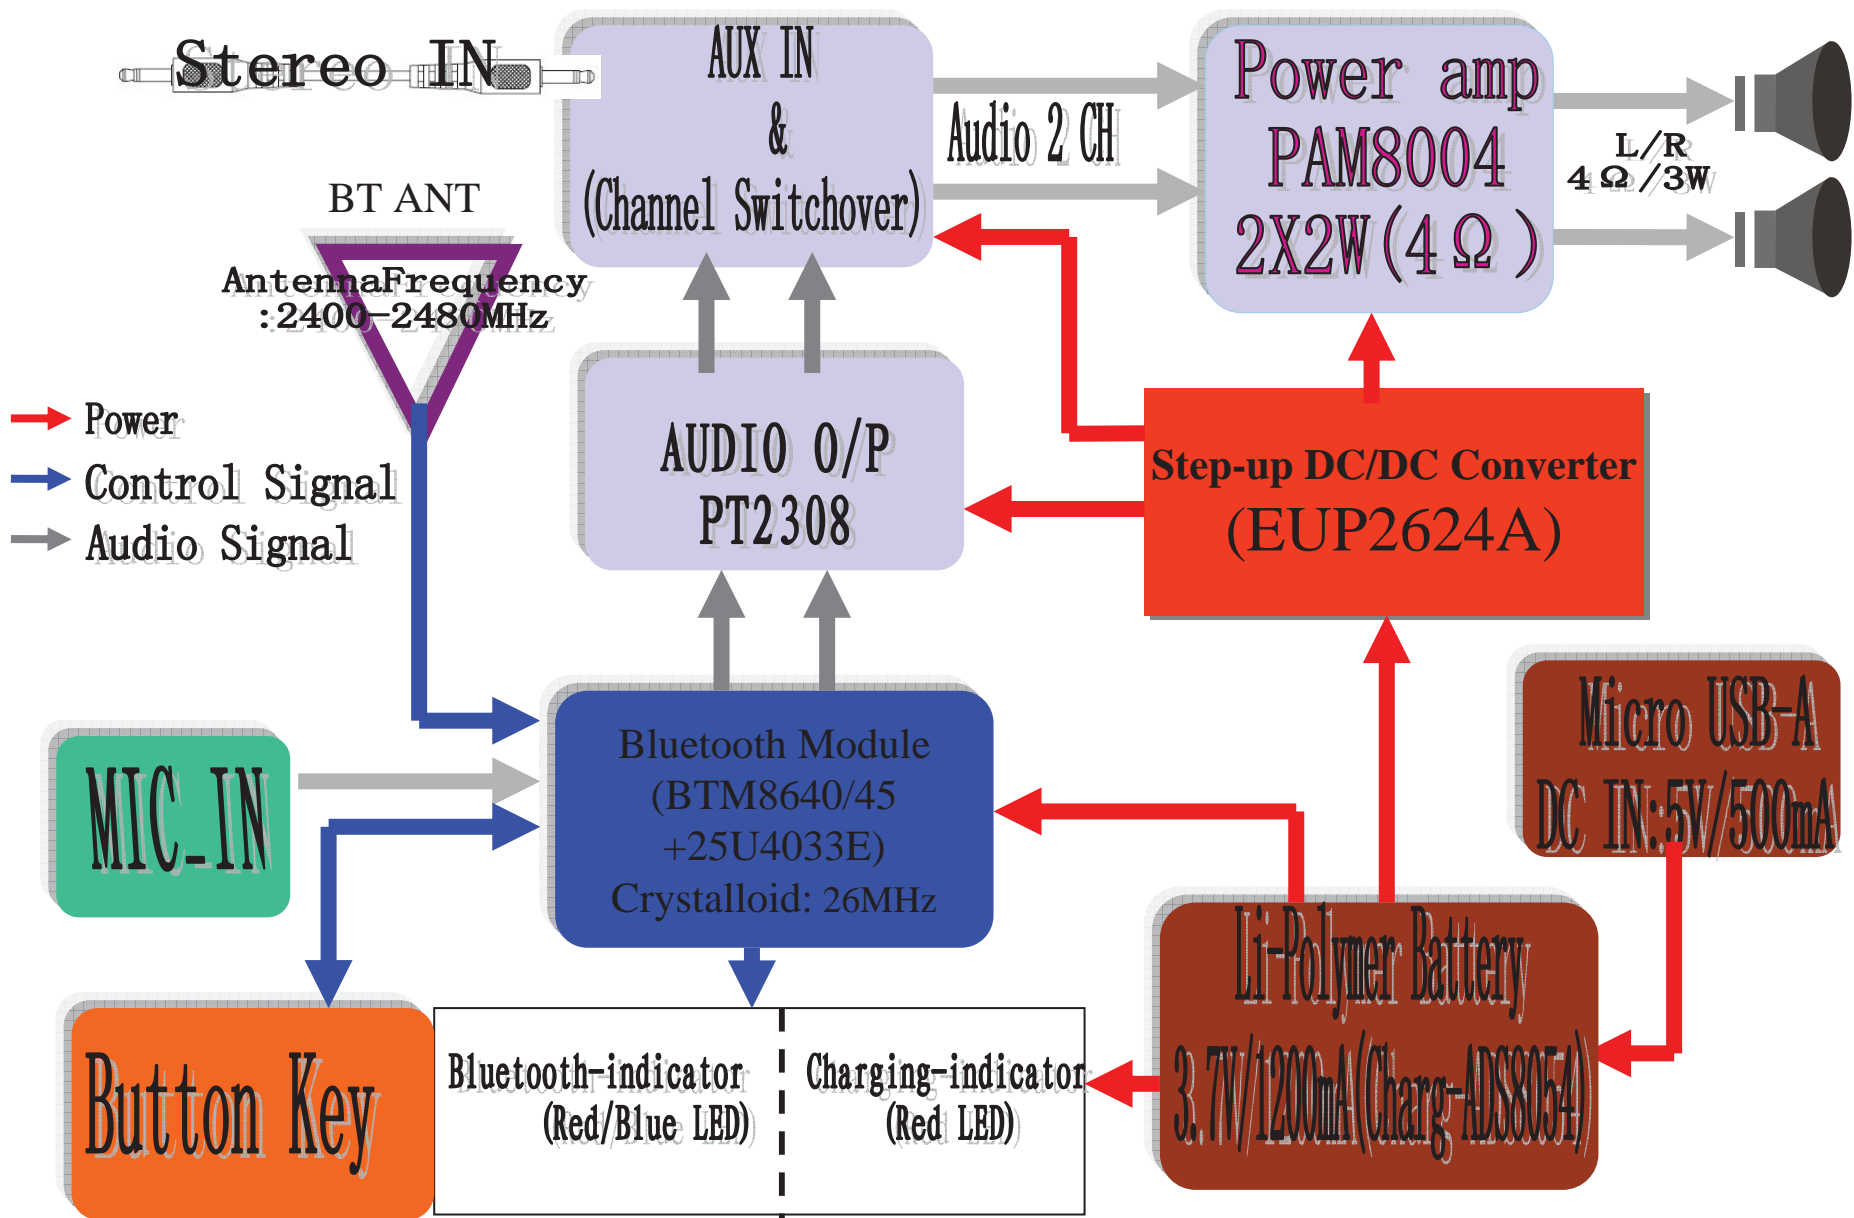 Stereo IN
AUX IN
&
(Channel Switchover)
Audio 2 CH
Power amp
PAM8004
2X2W(4Ω)
L/R
4Ω/3W
BT ANT
AntennaFrequency
:2400-2480MHz
Power
Control Signal
Audio Signal
AUDIO O/P
PT2308
Step-up DC/DC Converter
(EUP2624A)
Micro USB-A
DC IN:5V/500mA
MIC_IN
Bluetooth Module
(BTM8640/45
+25U4033E)
Crystalloid: 26MHz
Li-Polymer Battery
3.7V/1200mA(Charg-ADS8054)
Button Key
Bluetooth-indicator
(Red/Blue LED)
Charging-indicator
(Red LED)